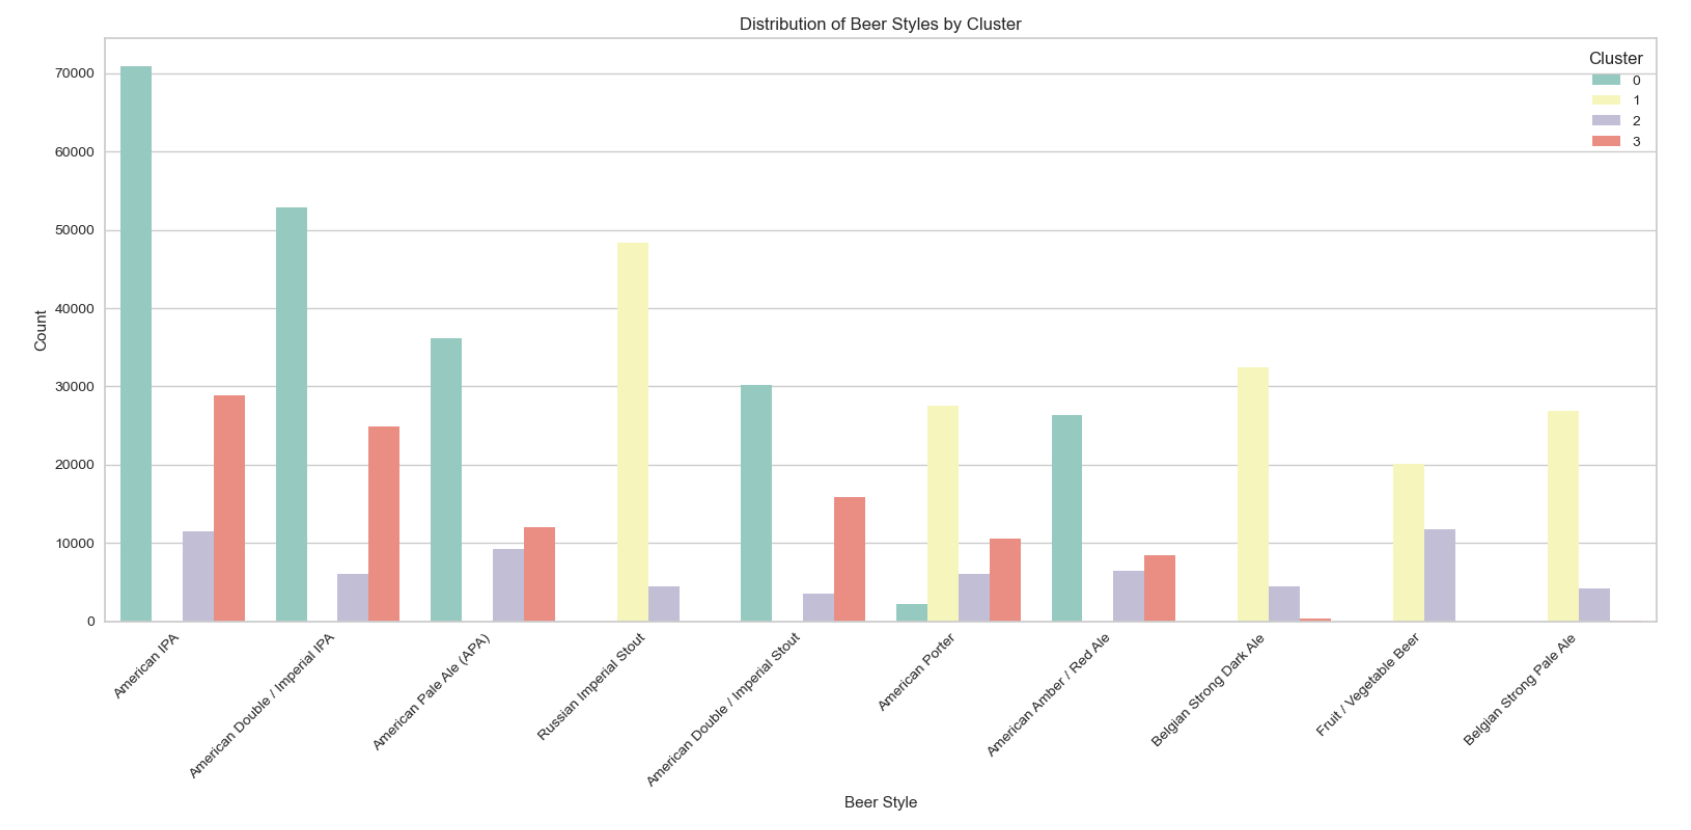 Distribution of Beer Styles by Cluster
Cluster
0
1
2
3
70000
60000
50000
40000
30000
20000
10000
0
Count
American IPA
American Double / Imperial IPA
American Pale Ale (APA)
Russian Imperial Stout
American Double / Imperial Stout
American Porter
American Amber / Red Ale
Belgian Strong Dark Ale
Fruit / Vegetable Beer
Belgian Strong Pale Ale
Beer Style